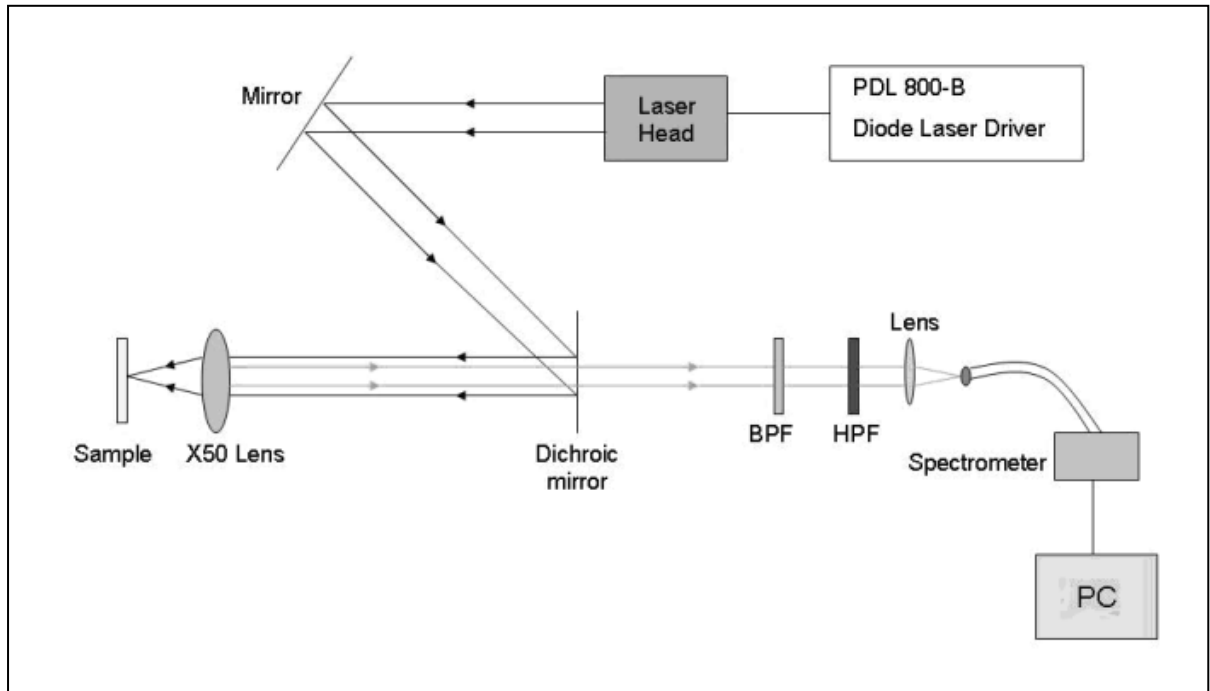 Mirror
Laser
Head
PDL 800-B
Diode Laser Driver
Lens
Sample
X50 Lens
Dichroic
mirror
BPF
HPF
Spectrometer
PC